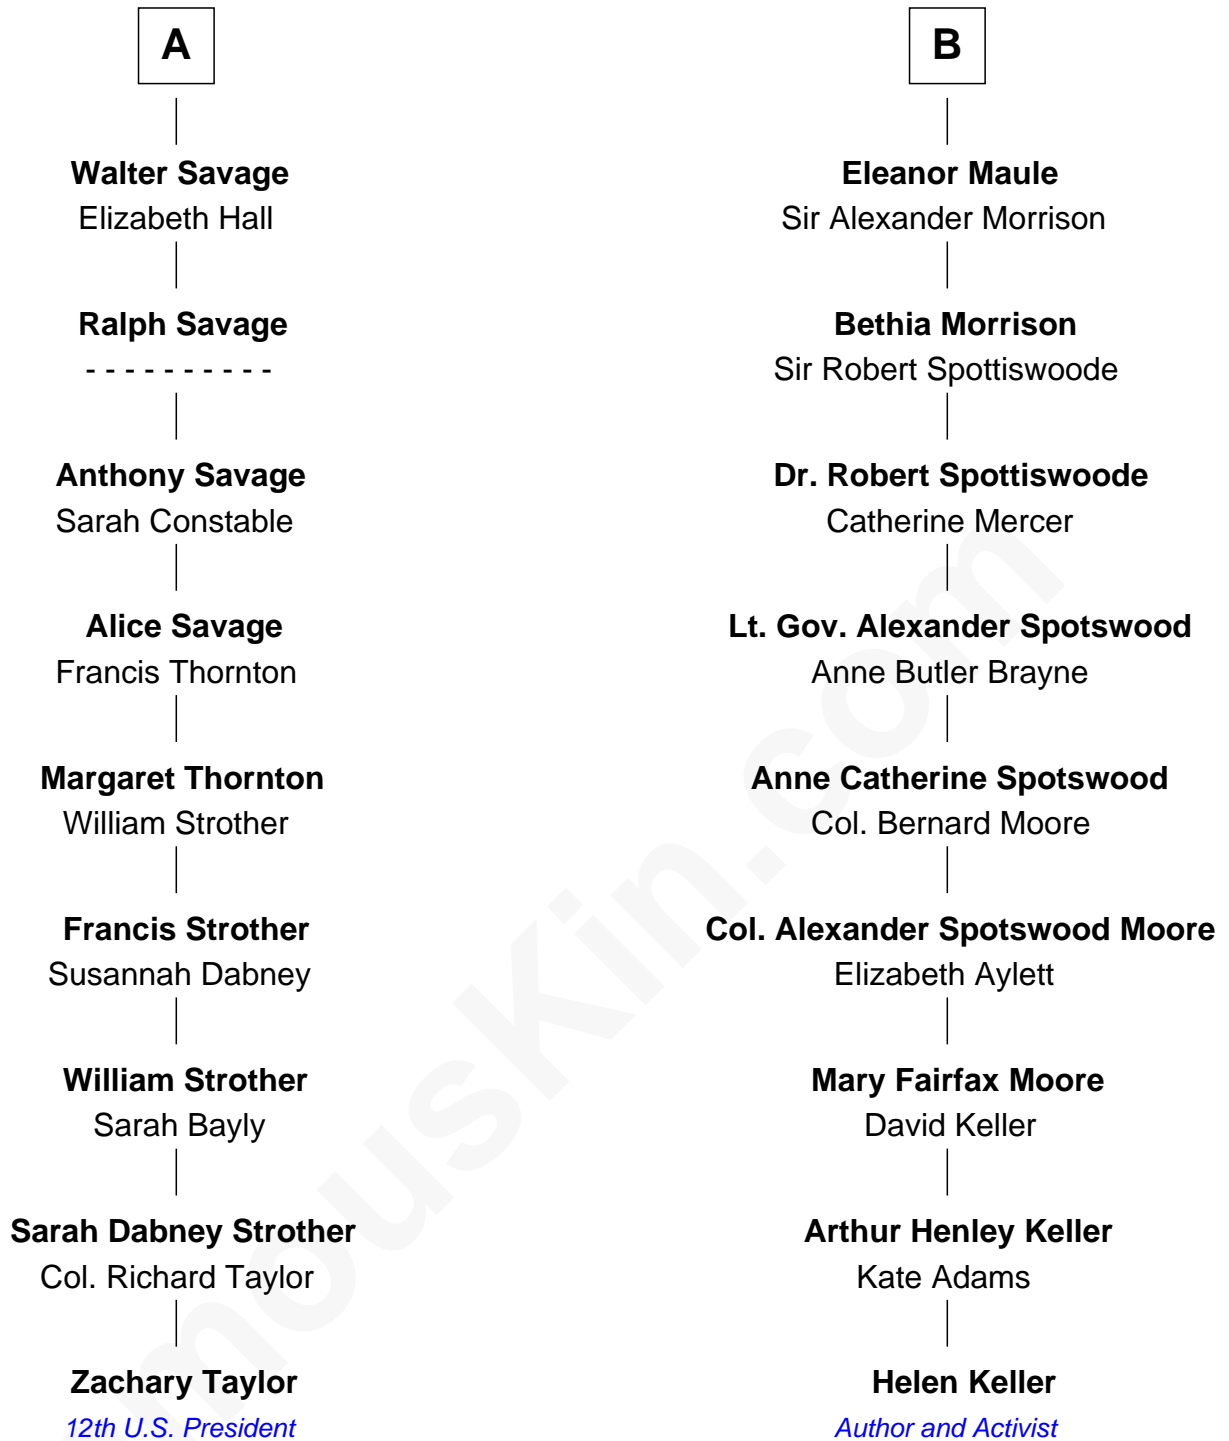 A
Walter Savage
Elizabeth Hall
Ralph Savage
- - - - - - - - - -
Anthony Savage
Sarah Constable
Alice Savage
Francis Thornton
Margaret Thornton
William Strother
Francis Strother
Susannah Dabney
William Strother
Sarah Bayly
Sarah Dabney Strother
Col. Richard Taylor
Zachary Taylor
12th U.S. President
B
Eleanor Maule
Sir Alexander Morrison
Bethia Morrison
Sir Robert Spottiswoode
Dr. Robert Spottiswoode
Catherine Mercer
Lt. Gov. Alexander Spotswood
Anne Butler Brayne
Anne Catherine Spotswood
Col. Bernard Moore
Col. Alexander Spotswood Moore
Elizabeth Aylett
Mary Fairfax Moore
David Keller
Arthur Henley Keller
Kate Adams
Helen Keller
Author and Activist
mousKin.com